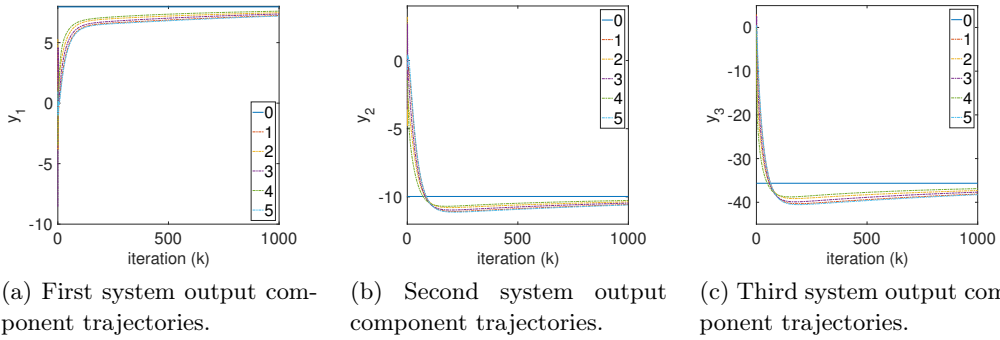 5
0
-5
-10
y1
0
1
2
3
4
5
0 500 1000
iteration (k)
(a) First system output com-
ponent trajectories.
0
-5
-10
y2
0
1
2
3
4
5
0 500 1000
iteration (k)
(b) Second system output
component trajectories.
0
-10
-20
-30
-40
y3
0
1
2
3
4
5
0 500 1000
iteration (k)
(c) Third system output com
ponent trajectories.